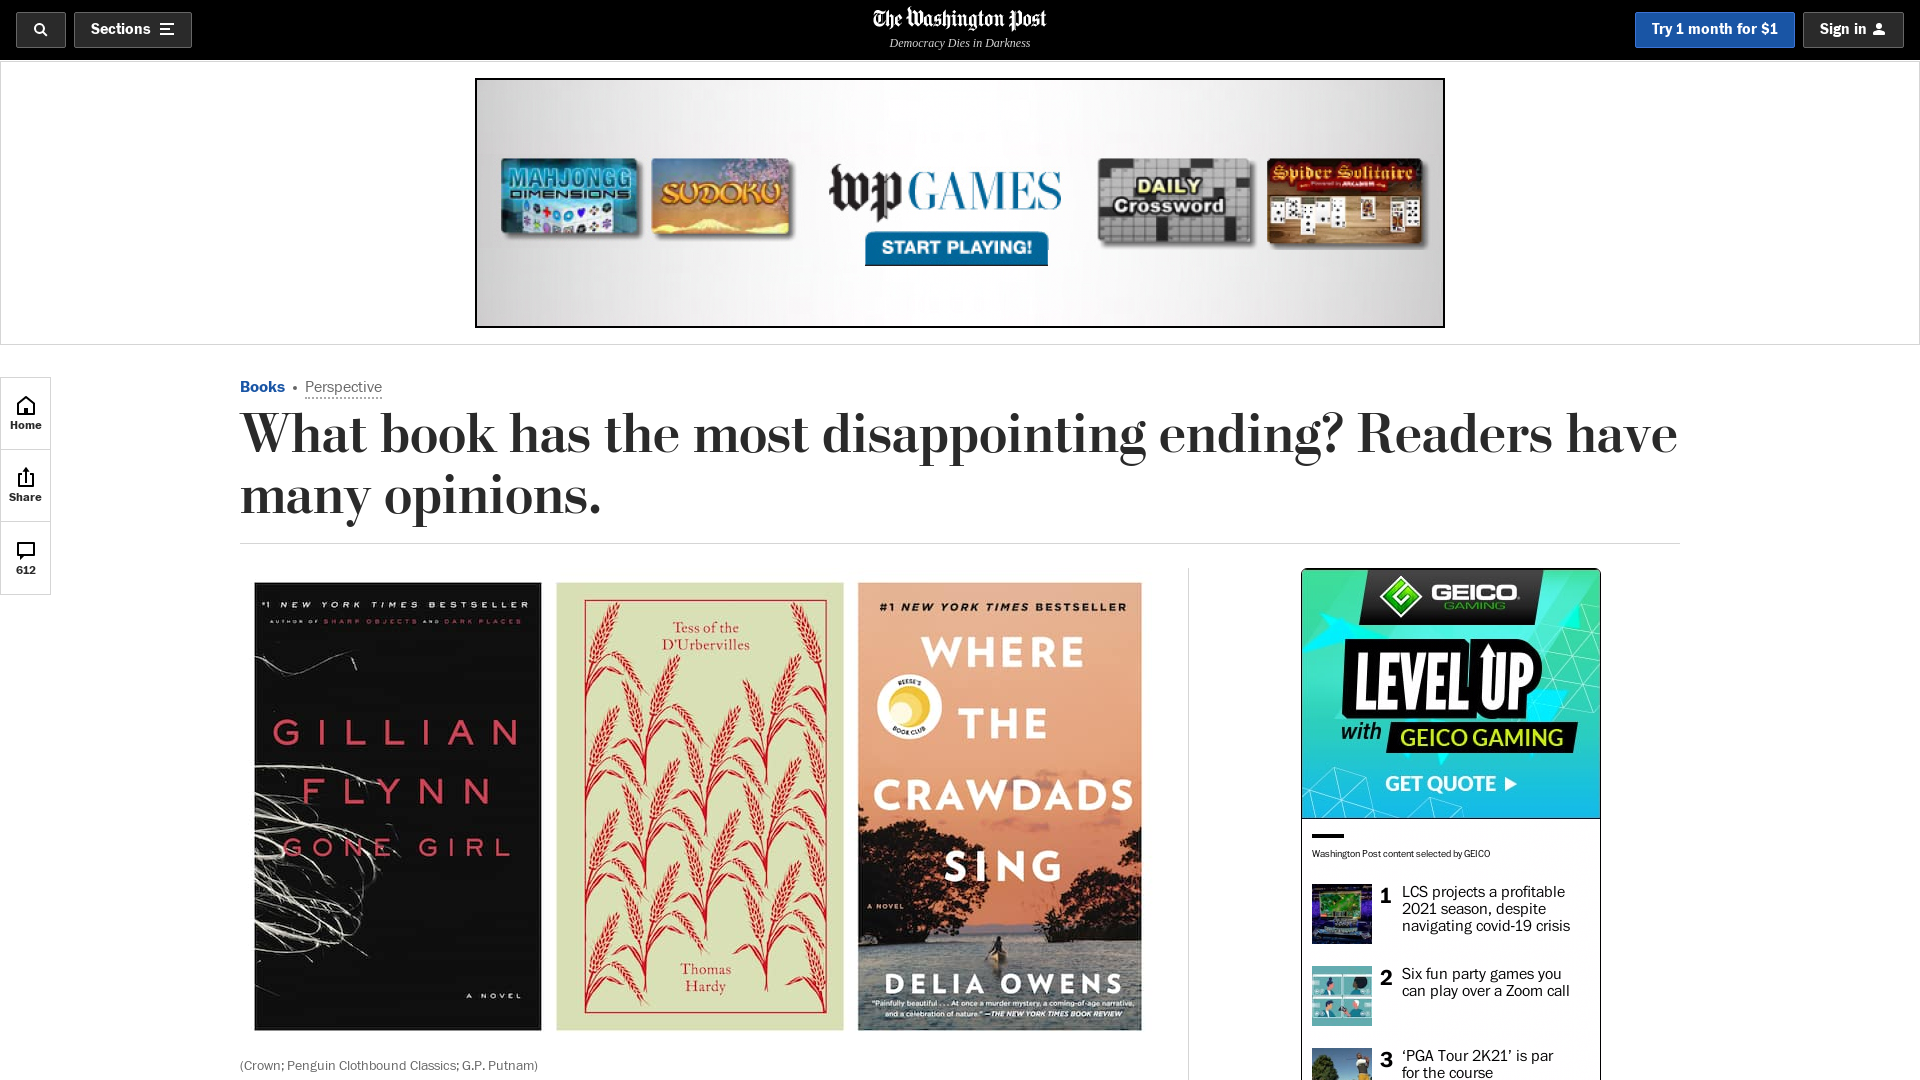 Sections
The Washington Post
Democracy Dies in Darkness
Try 1 month for $1
Sign in
MAHJONGG
DIMENSIONS
SUDOKU
wp GAMES
START PLAYING!
DAILY
Crossword
Spider Solitaire
Home
Share
612
Books • Perspective
What book has the most disappointing ending? Readers have
many opinions.
#1 NEW YORK TIMES BESTSELLER
AUTHOR OF SHARP OBJECTS AND DARK PLACES
GILLIAN
FLYNN
GONE GIRL
A NOVEL
Tess of the
D'Urbervilles
Thomas
Hardy
#1 NEW YORK TIMES BESTSELLER
WHERE
REESE'S
BOOK CLUB
THE
CRAWDADS
SING
A NOVEL
DELIA OWENS
"Painfully beautiful . . . At once a murder mystery, a coming-of-age narrative,
and a celebration of nature." —THE NEW YORK TIMES BOOK REVIEW
(Crown; Penguin Clothbound Classics; G.P. Putnam)
GEICO
GAMING
LEVEL UP
with GEICO GAMING
GET QUOTE
Washington Post content selected by GEICO
1 LCS projects a profitable
2021 season, despite
navigating covid-19 crisis
2 Six fun party games you
can play over a Zoom call
3 ‘PGA Tour 2K21’ is par
for the course